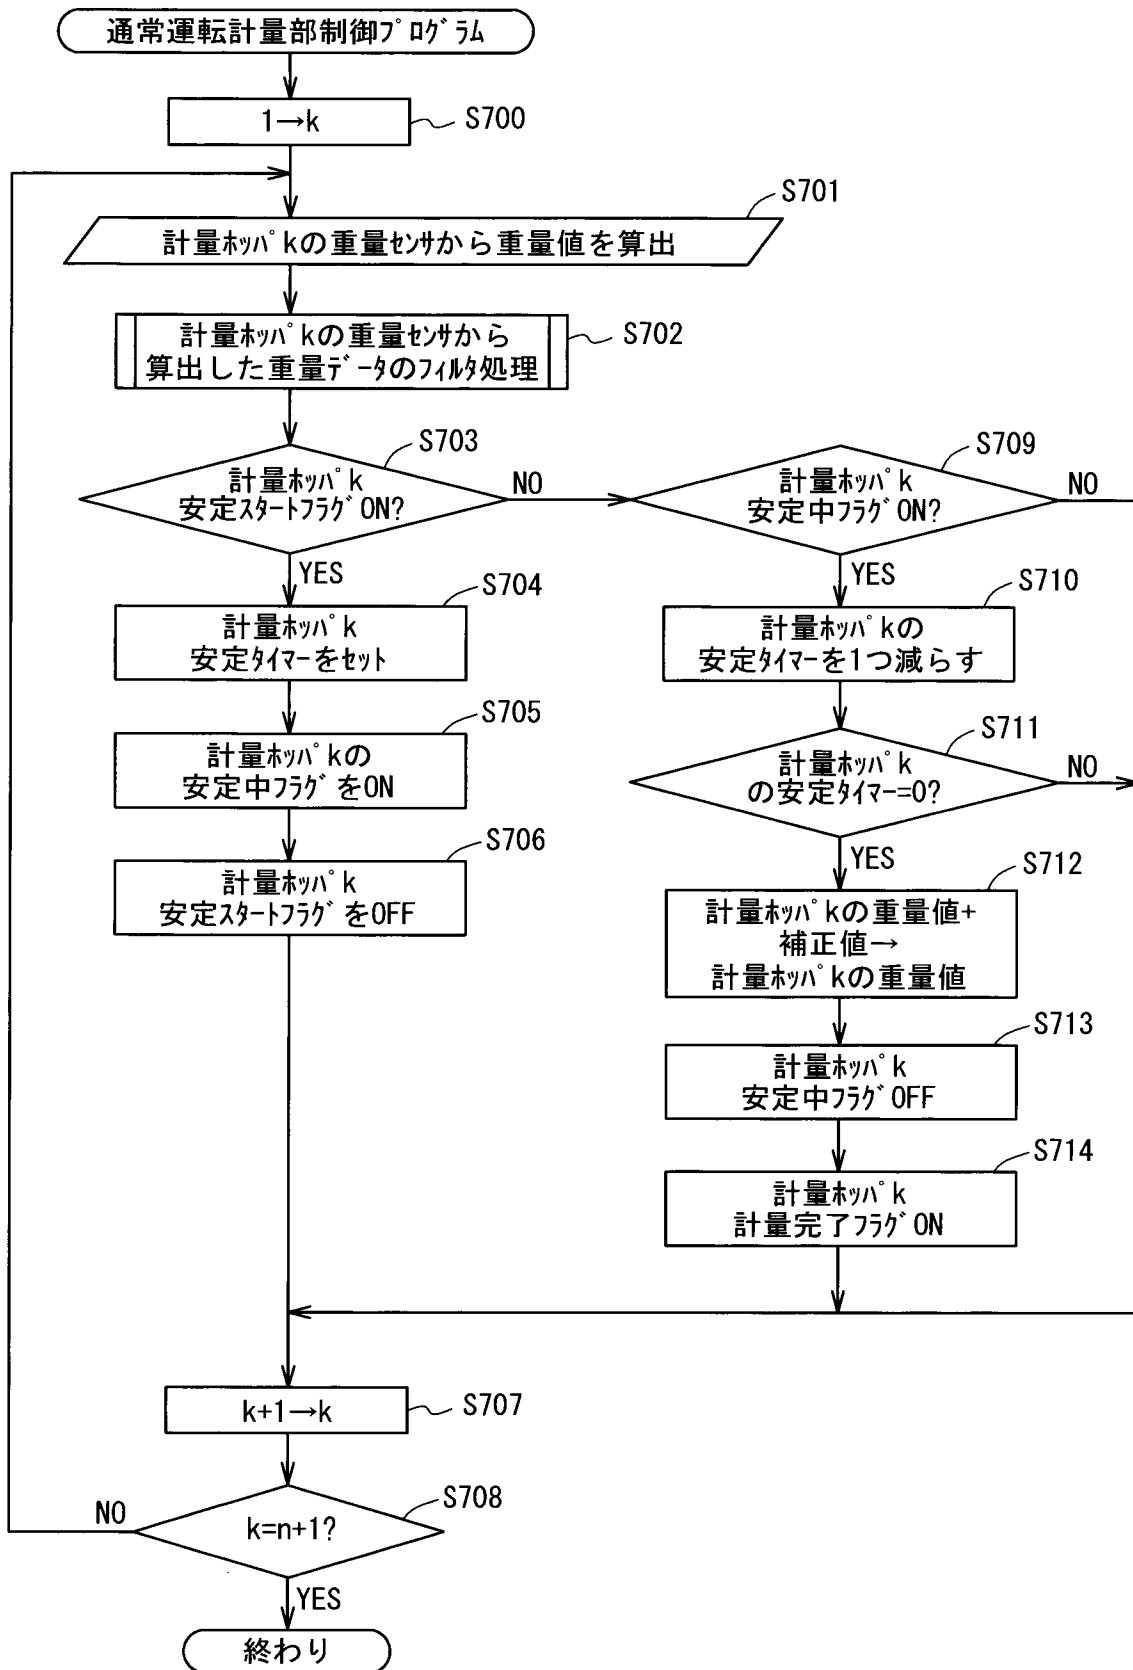 通常運転計量部制御ﾌﾟﾛｸﾞﾗﾑ
1→k
S700
S701
計量ﾎｯﾊﾟkの重量ｾﾝｻから重量値を算出
計量ﾎｯﾊﾟkの重量ｾﾝｻから
算出した重量ﾃﾞｰﾀのﾌｨﾙﾀ処理
S702
S703
計量ﾎｯﾊﾟk
安定ｽﾀｰﾄﾌﾗｸﾞON?
NO
YES
S709
計量ﾎｯﾊﾟk
安定中ﾌﾗｸﾞON?
NO
YES
S704
計量ﾎｯﾊﾟk
安定ﾀｲﾏｰをｾｯﾄ
S710
計量ﾎｯﾊﾟkの
安定ﾀｲﾏｰを1つ減らす
S705
計量ﾎｯﾊﾟkの
安定中ﾌﾗｸﾞをON
S711
計量ﾎｯﾊﾟk
の安定ﾀｲﾏｰ=0?
NO
YES
S706
計量ﾎｯﾊﾟk
安定ｽﾀｰﾄﾌﾗｸﾞをOFF
S712
計量ﾎｯﾊﾟkの重量値+
補正値→
計量ﾎｯﾊﾟkの重量値
S713
計量ﾎｯﾊﾟk
安定中ﾌﾗｸﾞOFF
S714
計量ﾎｯﾊﾟk
計量完了ﾌﾗｸﾞON
k+1→k
S707
S708
k=n+1?
NO
YES
終わり